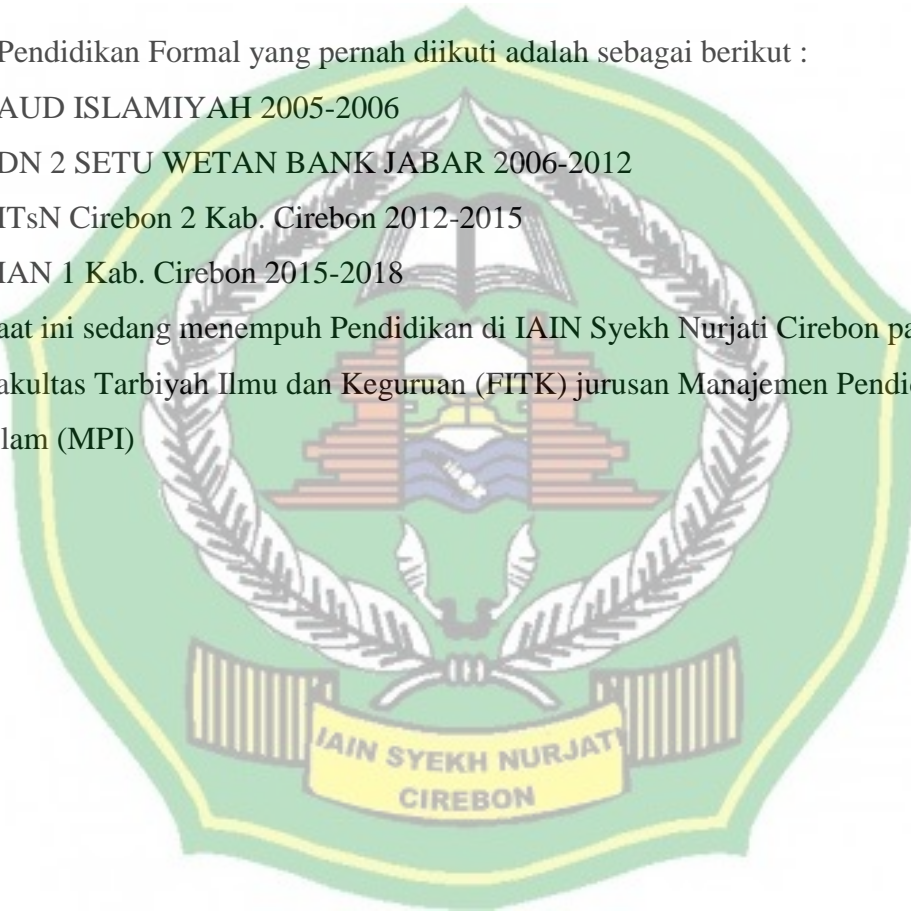 Pendidikan Formal yang pernah diikuti adalah sebagai berikut :
AUD ISLAMIYAH 2005-2006
DN 2 SETU WETAN BANK JABAR 2006-2012
ITsN Cirebon 2 Kab. Cirebon 2012-2015
IAN 1 Kab. Cirebon 2015-2018
aat ini sedang menempuh Pendidikan di IAIN Syekh Nurjati Cirebon pa
akultas Tarbiyah Ilmu dan Keguruan (FITK) jurusan Manajemen Pendid
lam (MPI)
IAIN SYEKH NURJATI
CIREBON